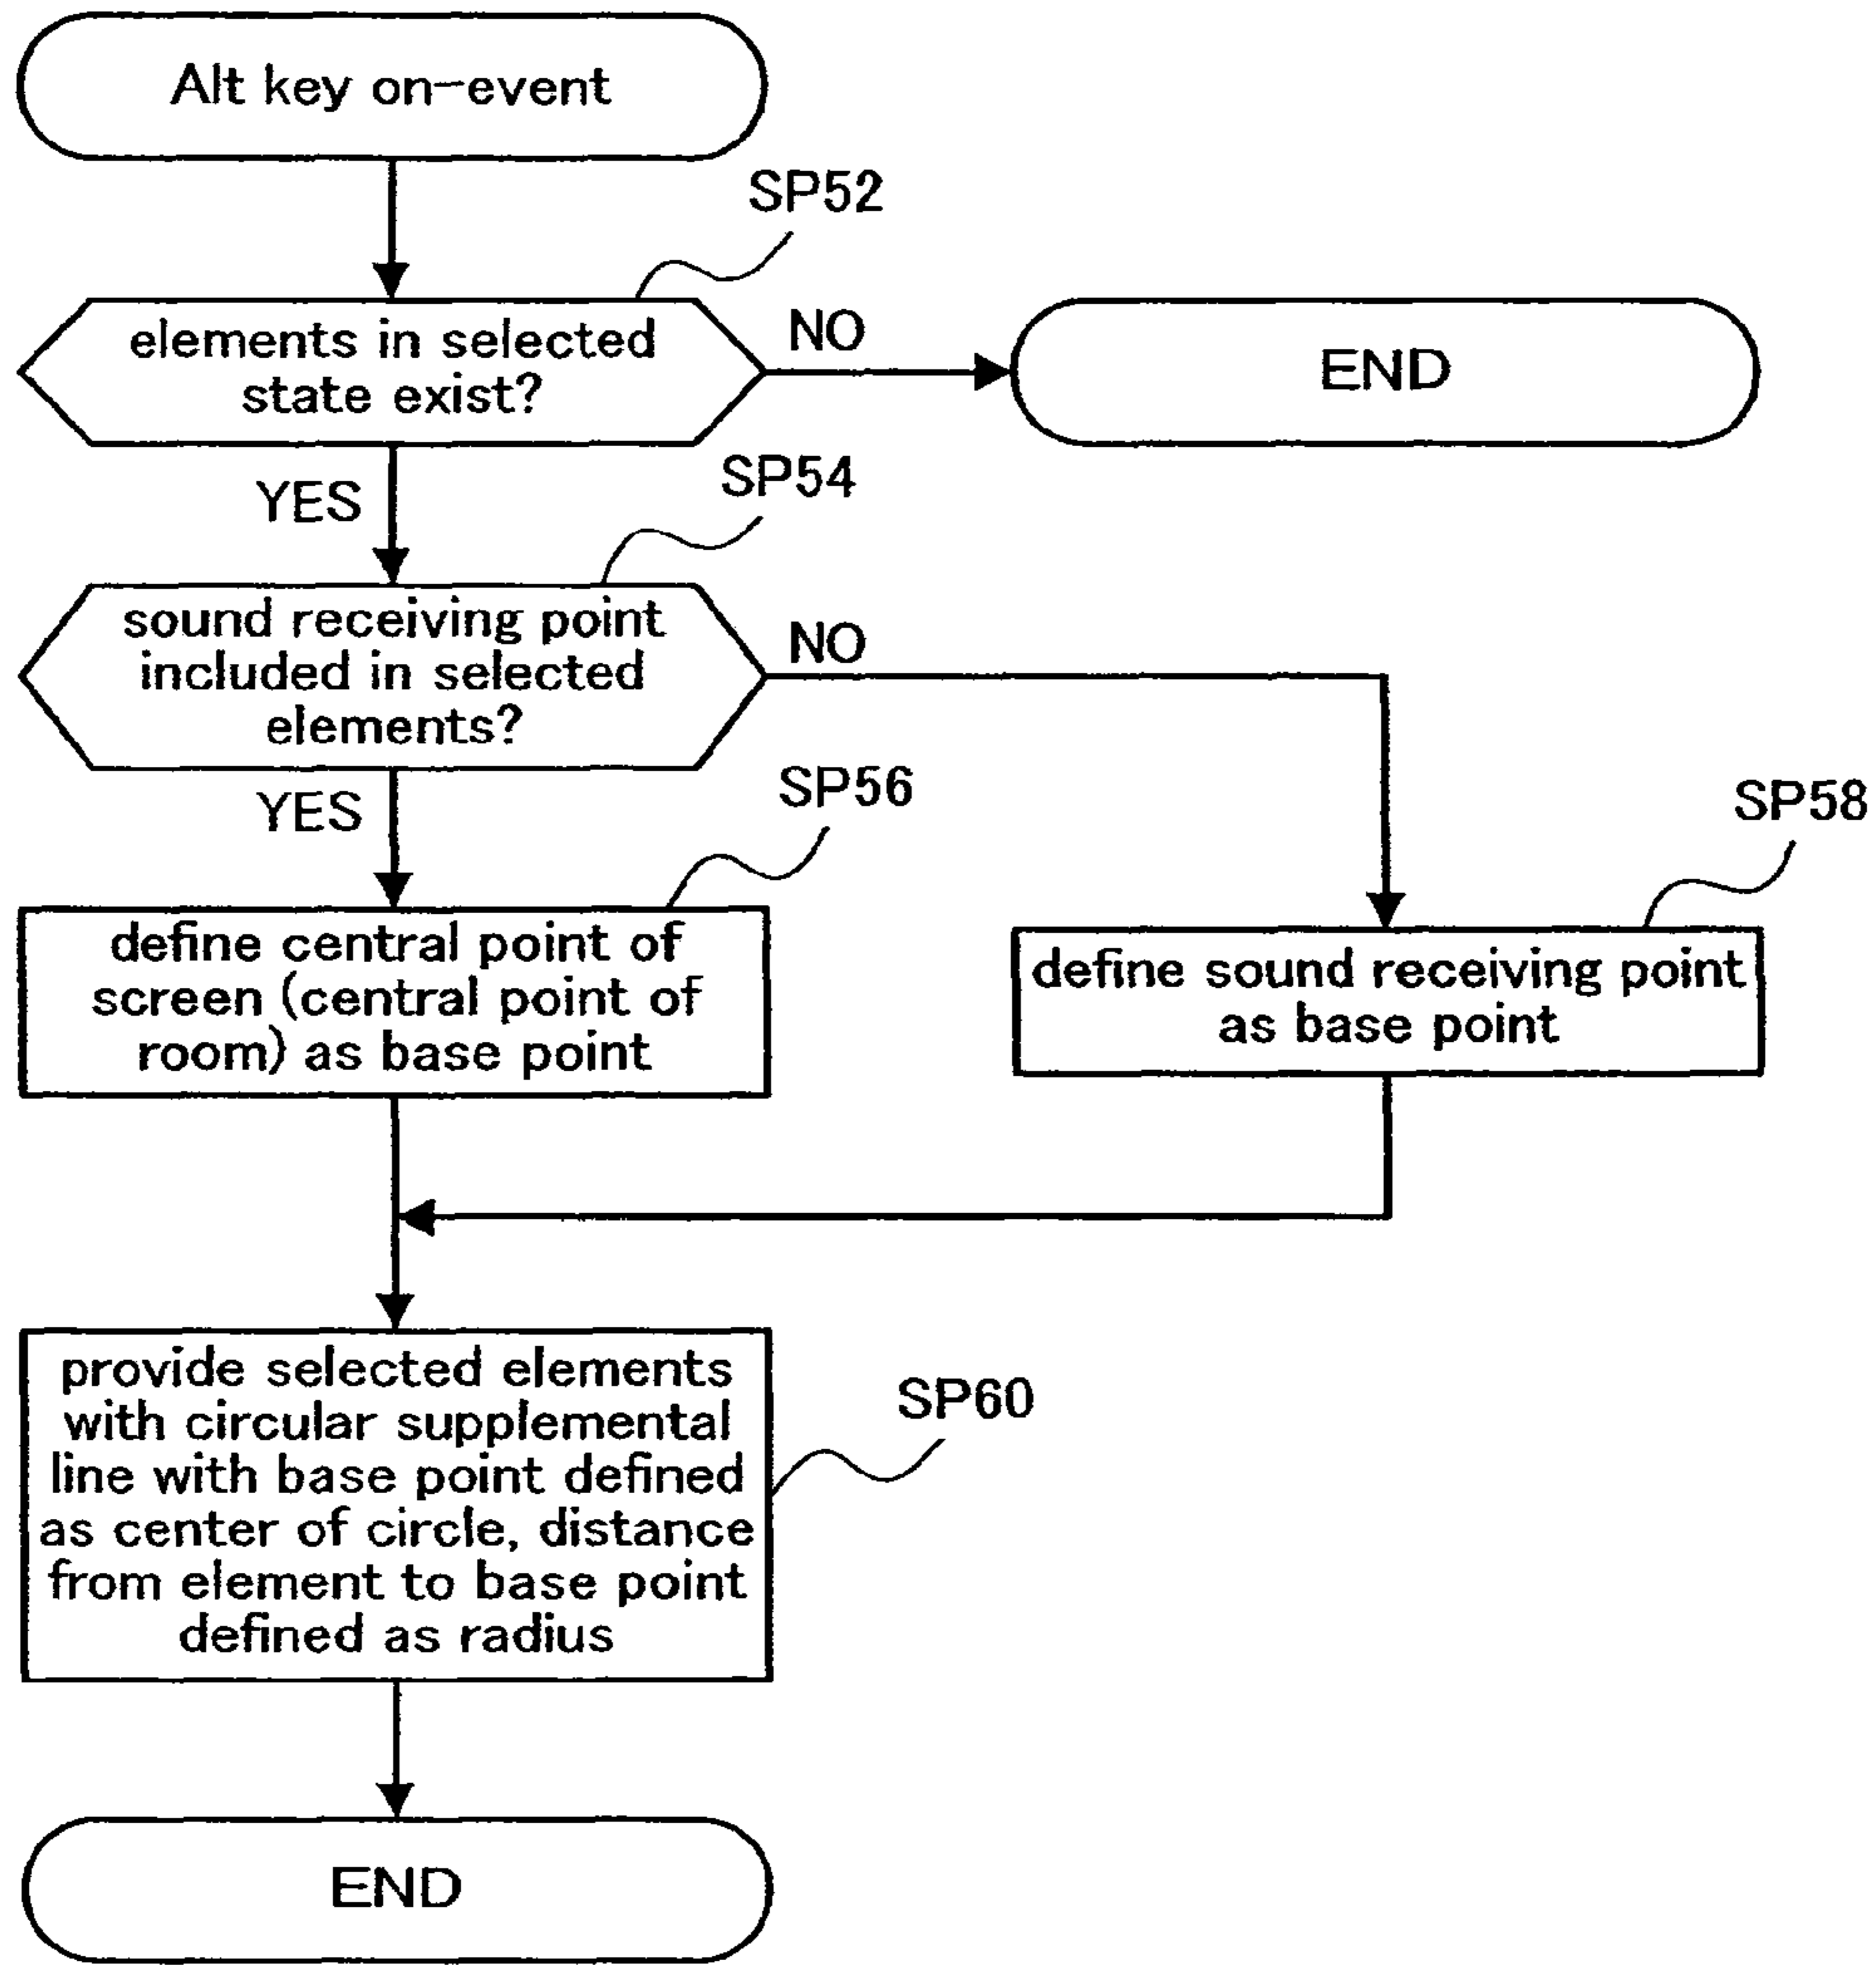 Alt key on-event
SP52
elements in selected
state exist?
NO
END
YES
SP54
sound receiving point
included in selected
elements?
NO
YES
SP56
define central point of
screen (central point of
room) as base point
SP58
define sound receiving point
as base point
provide selected elements
with circular supplemental
line with base point defined
as center of circle, distance
from element to base point
defined as radius
SP60
END